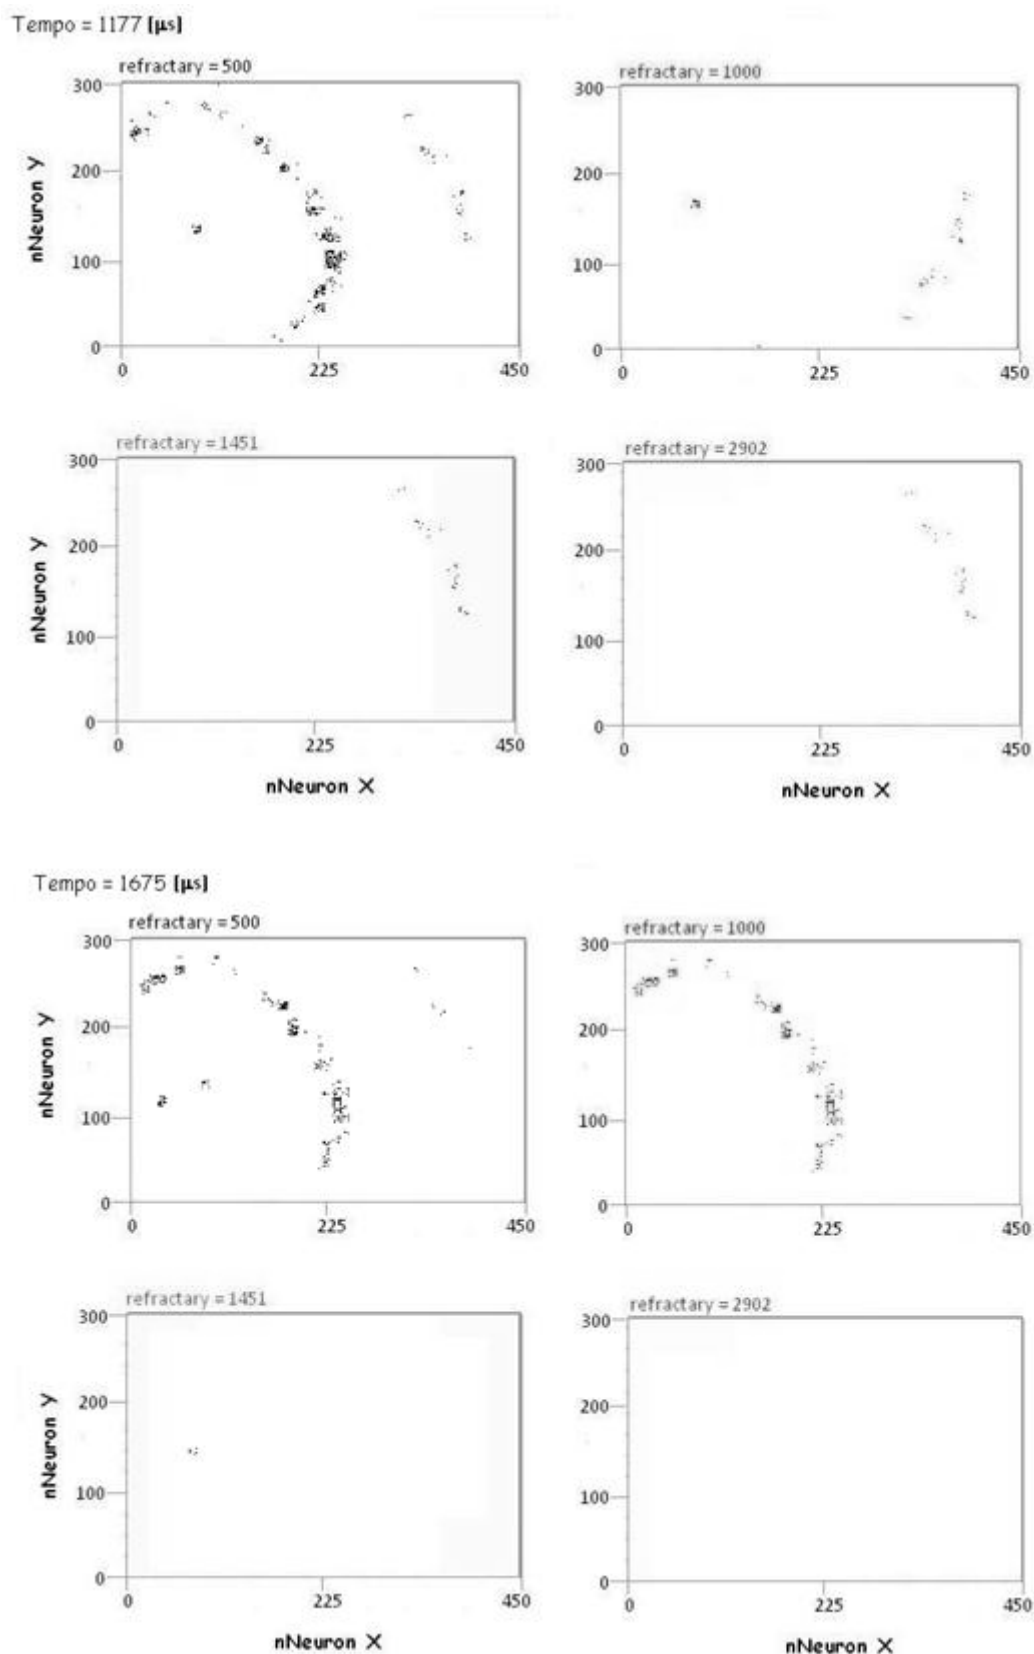 Tempo = 1177 [µs]
refractary = 500
refractary = 1000
300
200
100
0
nNeuron Y
0 225 450
300
200
100
0
0 225 450
refractary = 1451
refractary = 2902
300
200
100
0
nNeuron Y
0 225 450
nNeuron X
300
200
100
0
0 225 450
nNeuron X
Tempo = 1675 [µs]
refractary = 500
refractary = 1000
300
200
100
0
nNeuron Y
0 225 450
300
200
100
0
0 225 450
refractary = 1451
refractary = 2902
300
200
100
0
nNeuron Y
0 225 450
nNeuron X
300
200
100
0
0 225 450
nNeuron X